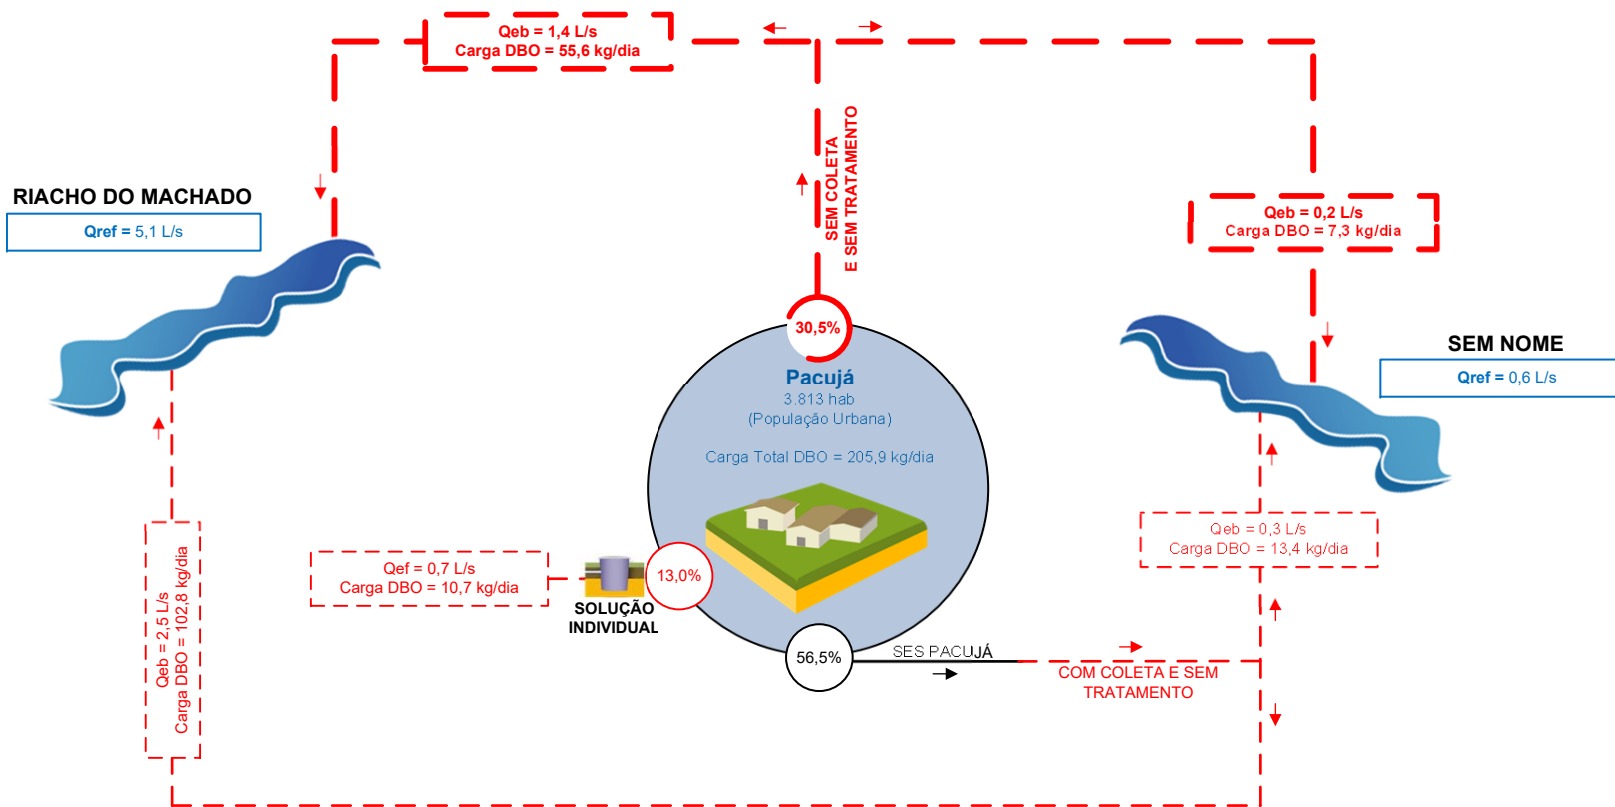 Qeb = 1,4 L/s
Carga DBO = 55,6 kg/dia
SEM COLETA
E SEM TRATAMENTO
RIACHO DO MACHADO
Qref = 5,1 L/s
Qeb = 0,2 L/s
Carga DBO = 7,3 kg/dia
SEM NOME
Qref = 0,6 L/s
30,5%
Pacujá
3.813 hab
(População Urbana)
Carga Total DBO = 205,9 kg/dia
Qeb = 2,5 L/s
Carga DBO = 102,8 kg/dia
Qef = 0,7 L/s
Carga DBO = 10,7 kg/dia
13,0%
SOLUÇÃO
INDIVIDUAL
Qeb = 0,3 L/s
Carga DBO = 13,4 kg/dia
56,5%
SES PACUJÁ
COM COLETA E SEM
TRATAMENTO